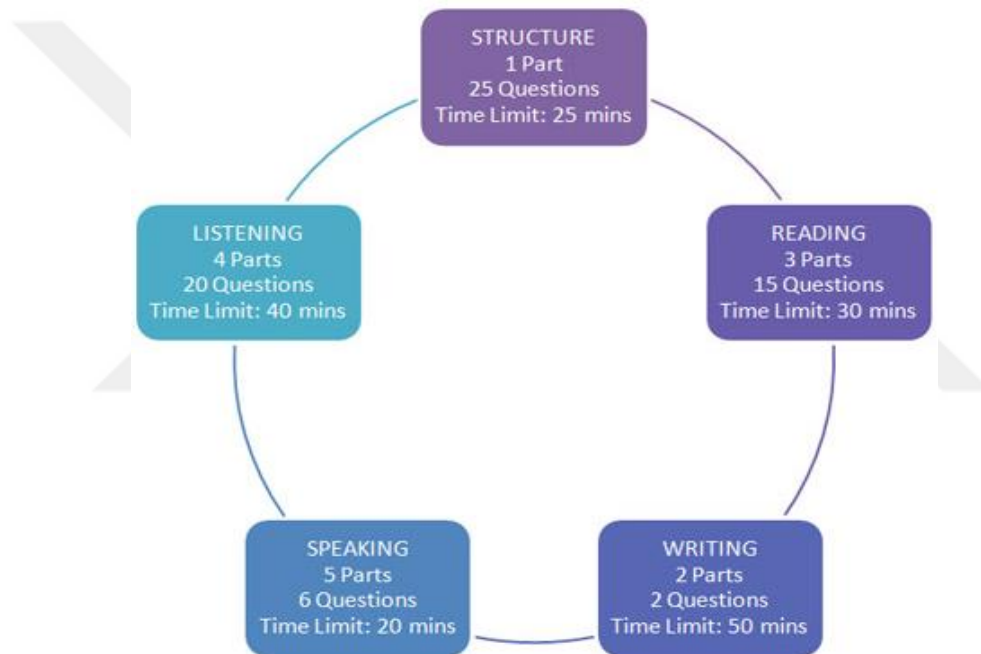 STRUCTURE
1 Part
25 Questions
Time Limit: 25 mins
LISTENING
4 Parts
20 Questions
Time Limit: 40 mins
READING
3 Parts
15 Questions
Time Limit: 30 mins
SPEAKING
5 Parts
6 Questions
Time Limit: 20 mins
WRITING
2 Parts
2 Questions
Time Limit: 50 mins